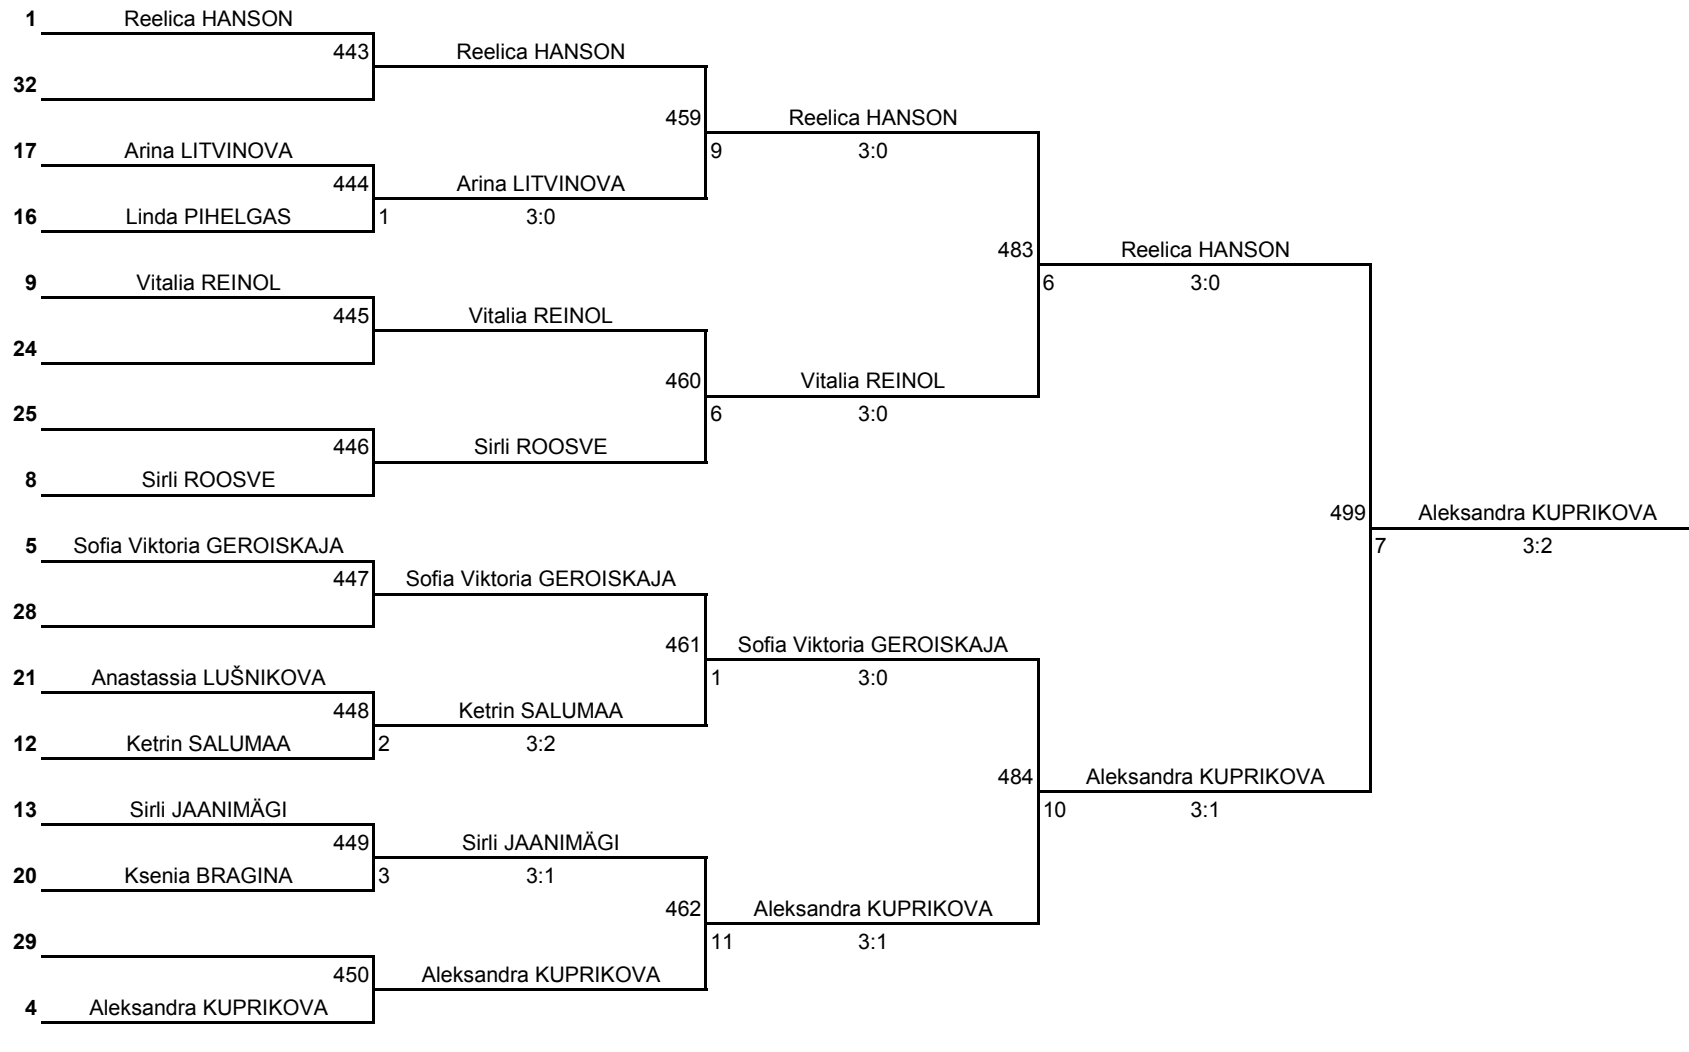 1 Reelica HANSON
443 Reelica HANSON
32
459 Reelica HANSON
17 Arina LITVINOVA
9 3:0
444 Arina LITVINOVA
16 Linda PIHELGAS
1 3:0
483 Reelica HANSON
9 Vitalia REINOL
6 3:0
445 Vitalia REINOL
24
460 Vitalia REINOL
25
6 3:0
446 Sirli ROOSVE
8 Sirli ROOSVE
499 Aleksandra KUPRIKOVA
5 Sofia Viktoria GEROISKAJA
7 3:2
447 Sofia Viktoria GEROISKAJA
28
461 Sofia Viktoria GEROISKAJA
21 Anastassia LUŠNIKOVA
1 3:0
448 Ketrin SALUMAA
12 Ketrin SALUMAA
2 3:2
484 Aleksandra KUPRIKOVA
13 Sirli JAANIMÄGI
10 3:1
449 Sirli JAANIMÄGI
20 Ksenia BRAGINA
3 3:1
462 Aleksandra KUPRIKOVA
29
11 3:1
450 Aleksandra KUPRIKOVA
4 Aleksandra KUPRIKOVA